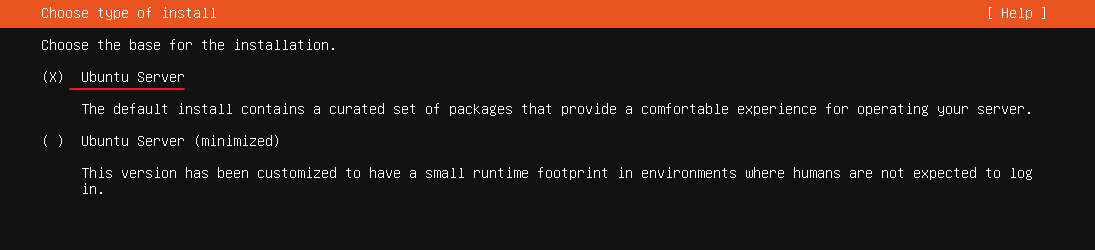 Choose type of install [ Help ]
Choose the base for the installation.
(X) Ubuntu Server
The default install contains a curated set of packages that provide a comfortable experience for operating your server.
( ) Ubuntu Server (minimized)
This version has been customized to have a small runtime footprint in environments where humans are not expected to log
in.